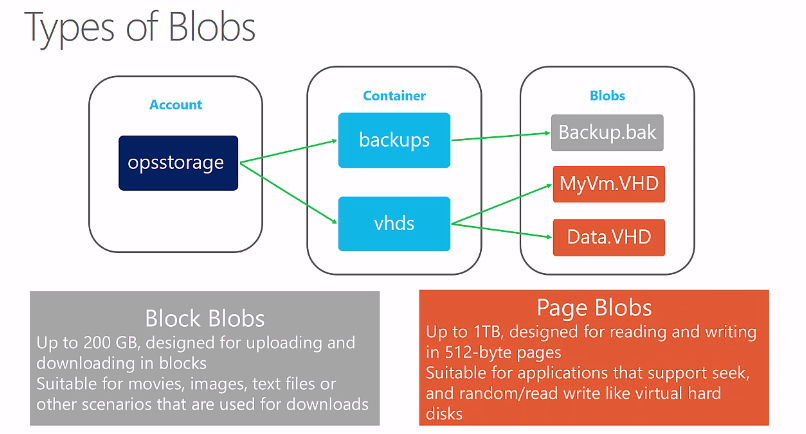 Types of Blobs
Account
Container
Blobs
opsstorage
backups
vhds
Backup.bak
MyVm.VHD
Data.VHD
Block Blobs
Up to 200 GB, designed for uploading and
downloading in blocks
Suitable for movies, images, text files or
other scenarios that are used for downloads
Page Blobs
Up to 1TB, designed for reading and writing
in 512-byte pages
Suitable for applications that support seek,
and random/read write like virtual hard
disks